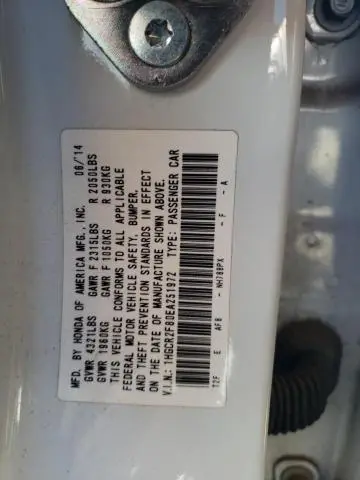 MFD. BY HONDA OF AMERICA MFG., INC. 06/14
GVWR 4321LBS GAWR F 2315LBS R 2050LBS
GVWR 1960KG GAWR F 1050KG R 930KG
THIS VEHICLE CONFORMS TO ALL APPLICABLE
FEDERAL MOTOR VEHICLE SAFETY, BUMPER,
AND THEFT PREVENTION STANDARDS IN EFFECT
ON THE DATE OF MANUFACTURE SHOWN ABOVE.
V.I.N.: 1HGCR2F80EA251972 TYPE: PASSENGER CAR
T2F E AF8 - NH788PX - F - A